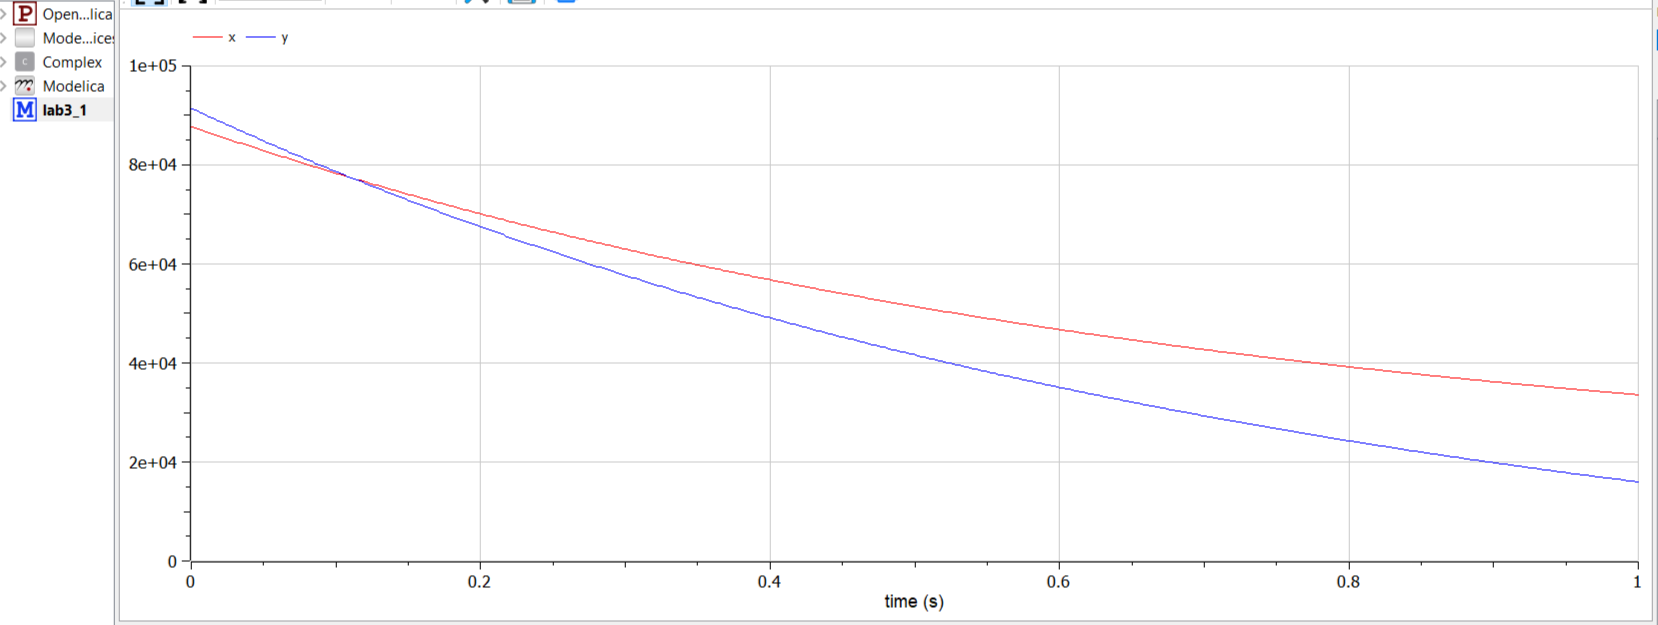 P Open...lica
Mode...ices
C Complex
Modelica
M lab3_1
x y
1e+05
8e+04
6e+04
4e+04
2e+04
0
0 0.2 0.4 0.6 0.8 1
time (s)